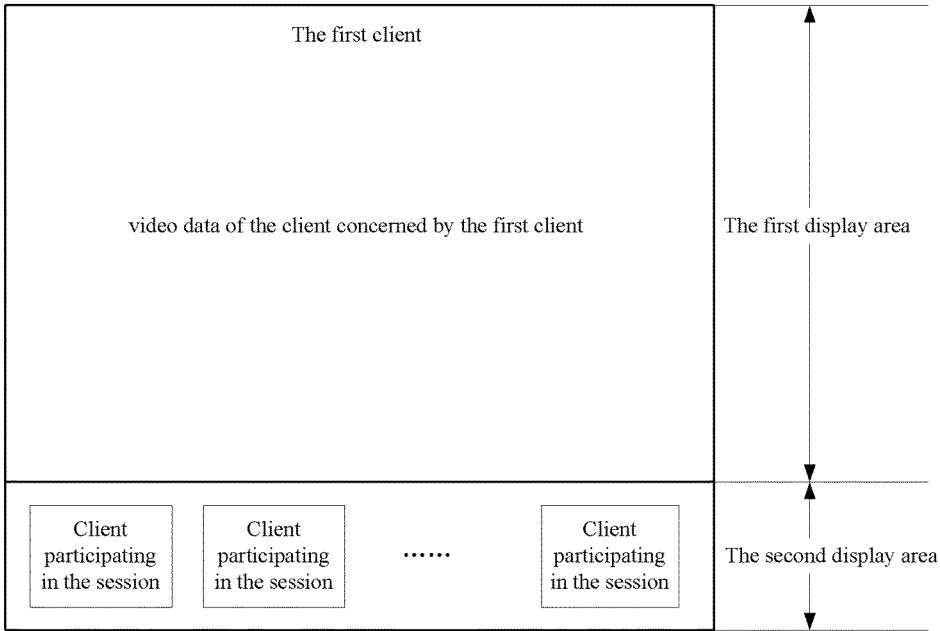 The first client
video data of the client concerned by the first client
The first display area
Client
participating
in the session
Client
participating
in the session
......
Client
participating
in the session
The second display area